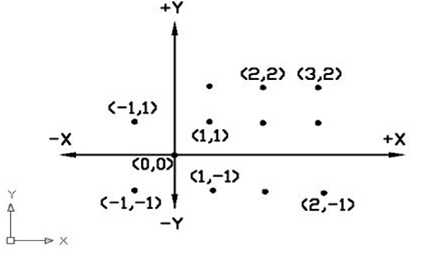 +Y
(2,2) (3,2)
(-1,1)
(1,1)
-X +X
(0,0)
(1,-1)
(-1,-1) (2,-1)
-Y
Y
X